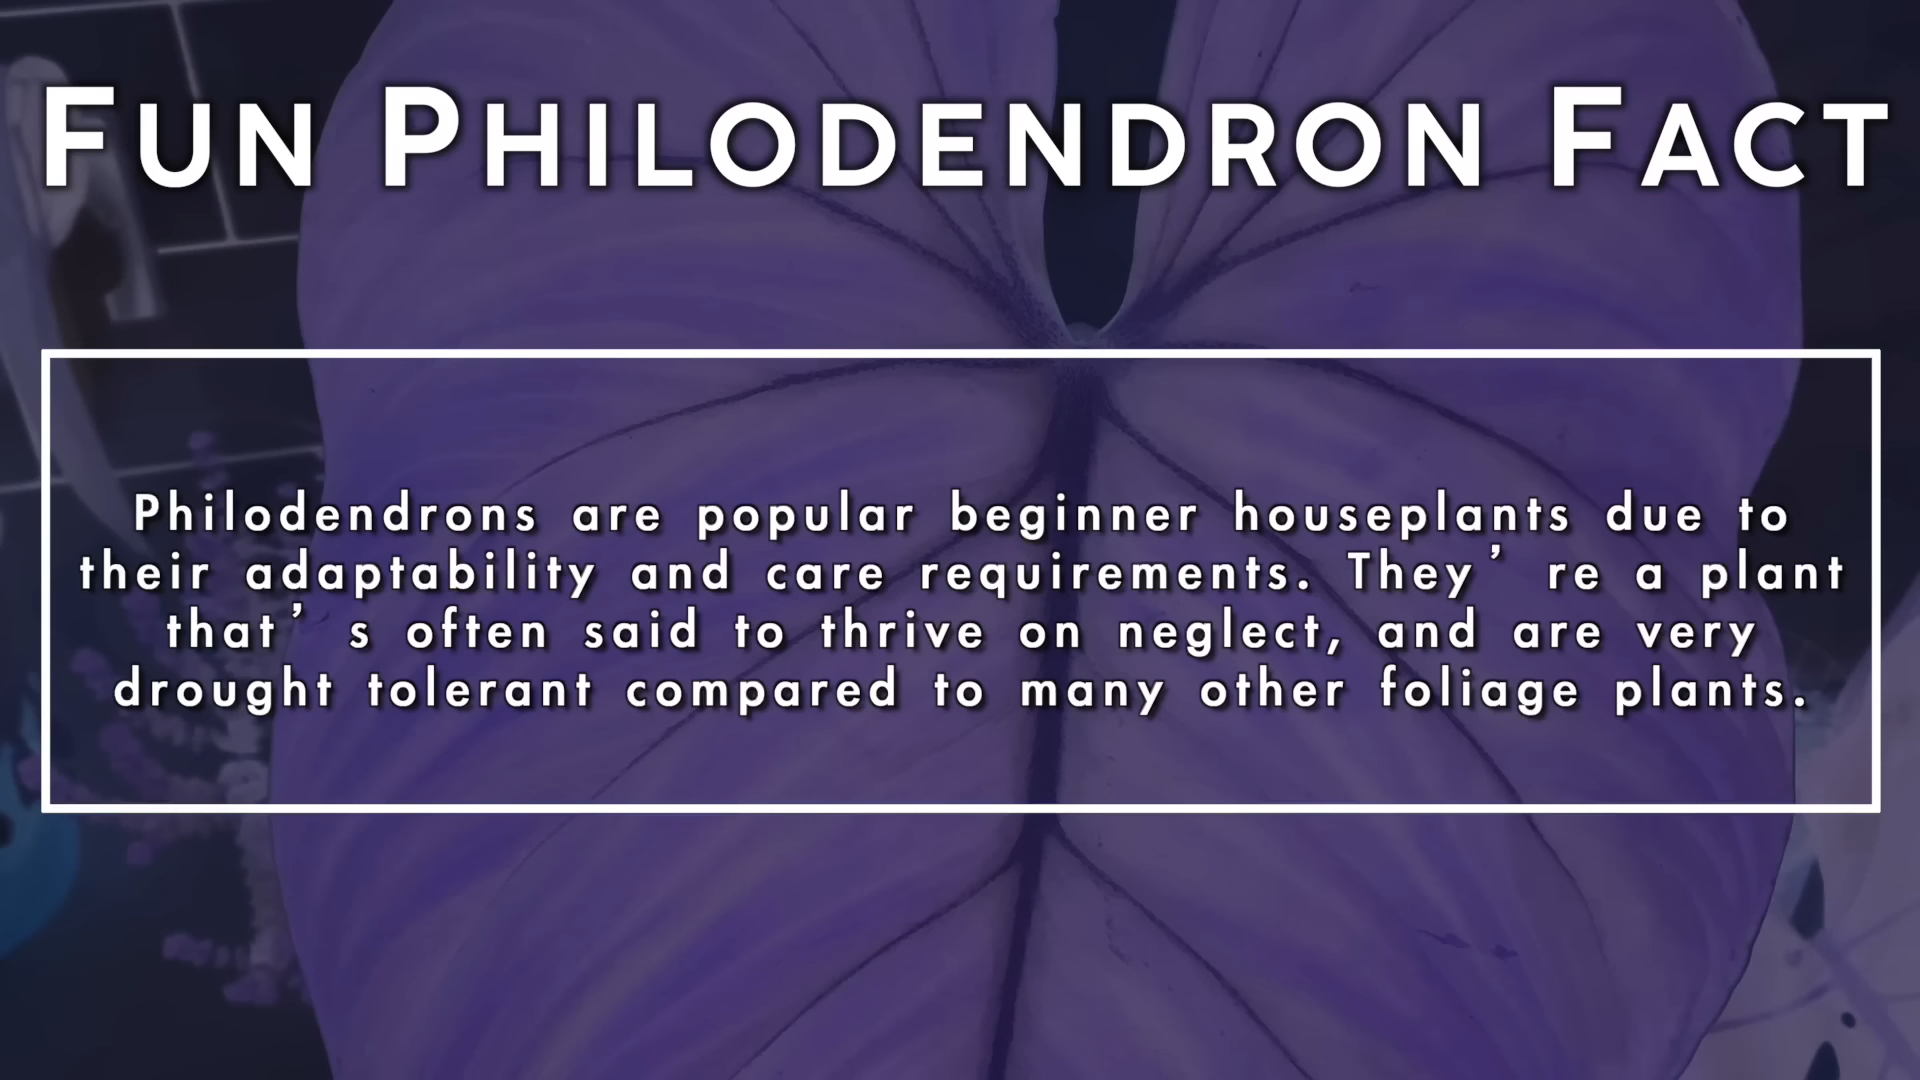 Fun Philodendron Fact
Philodendrons are popular beginner houseplants due to
their adaptability and care requirements. They’ re a plant
that’ s often said to thrive on neglect, and are very
drought tolerant compared to many other foliage plants.